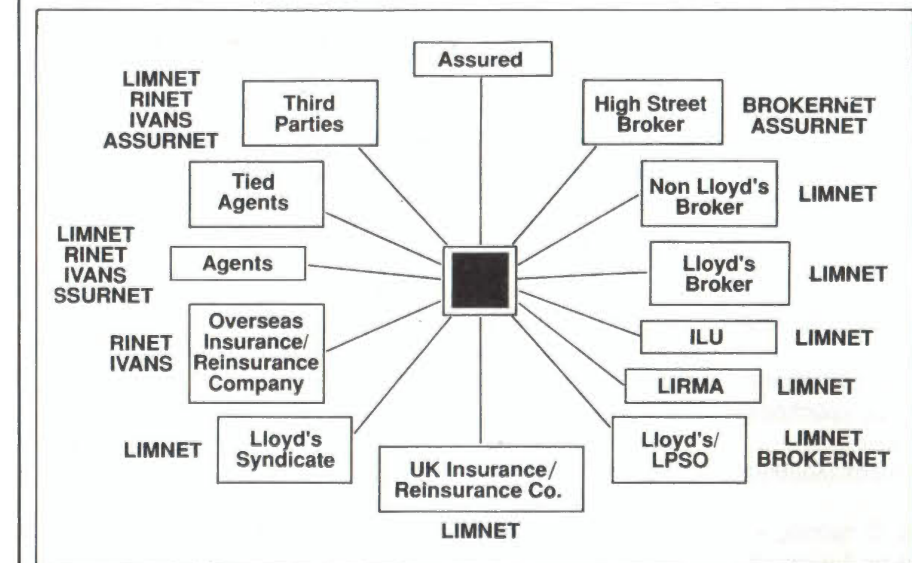 Assured
LIMNET
RINET
IVANS
ASSURNET
Third
Parties
High Street
Broker
BROKERNET
ASSURNET
Tied
Agents
Non Lloyd's
Broker
LIMNET
LIMNET
RINET
IVANS
SSURNET
Agents
Lloyd's
Broker
LIMNET
RINET
IVANS
Overseas
Insurance/
Reinsurance
Company
ILU
LIMNET
LIRMA
LIMNET
LIMNET
Lloyd's
Syndicate
UK Insurance/
Reinsurance Co.
LIMNET
Lloyd's/
LPSO
LIMNET
BROKERNET